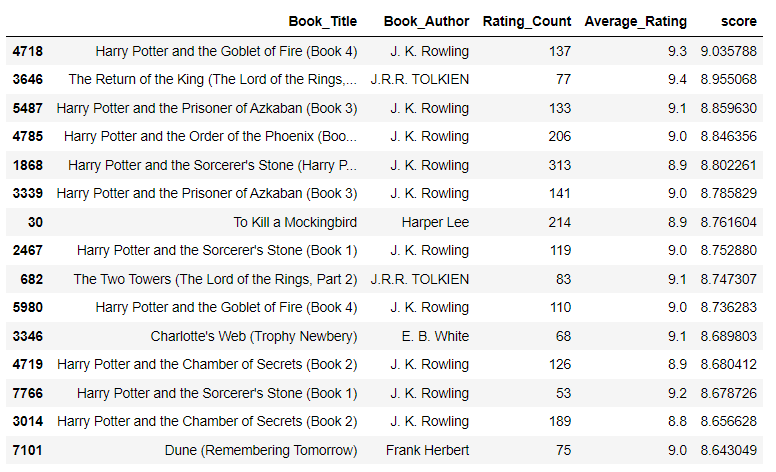 Book_Title Book_Author Rating_Count Average_Rating score
4718 Harry Potter and the Goblet of Fire (Book 4) J. K. Rowling 137 9.3 9.035788
3646 The Return of the King (The Lord of the Rings,... J.R.R. TOLKIEN 77 9.4 8.955068
5487 Harry Potter and the Prisoner of Azkaban (Book 3) J. K. Rowling 133 9.1 8.859630
4785 Harry Potter and the Order of the Phoenix (Boo... J. K. Rowling 206 9.0 8.846356
1868 Harry Potter and the Sorcerer's Stone (Harry P... J. K. Rowling 313 8.9 8.802261
3339 Harry Potter and the Prisoner of Azkaban (Book 3) J. K. Rowling 141 9.0 8.785829
30 To Kill a Mockingbird Harper Lee 214 8.9 8.761604
2467 Harry Potter and the Sorcerer's Stone (Book 1) J. K. Rowling 119 9.0 8.752880
682 The Two Towers (The Lord of the Rings, Part 2) J.R.R. TOLKIEN 83 9.1 8.747307
5980 Harry Potter and the Goblet of Fire (Book 4) J. K. Rowling 110 9.0 8.736283
3346 Charlotte's Web (Trophy Newbery) E. B. White 68 9.1 8.689803
4719 Harry Potter and the Chamber of Secrets (Book 2) J. K. Rowling 126 8.9 8.680412
7766 Harry Potter and the Sorcerer's Stone (Book 1) J. K. Rowling 53 9.2 8.678726
3014 Harry Potter and the Chamber of Secrets (Book 2) J. K. Rowling 189 8.8 8.656628
7101 Dune (Remembering Tomorrow) Frank Herbert 75 9.0 8.643049